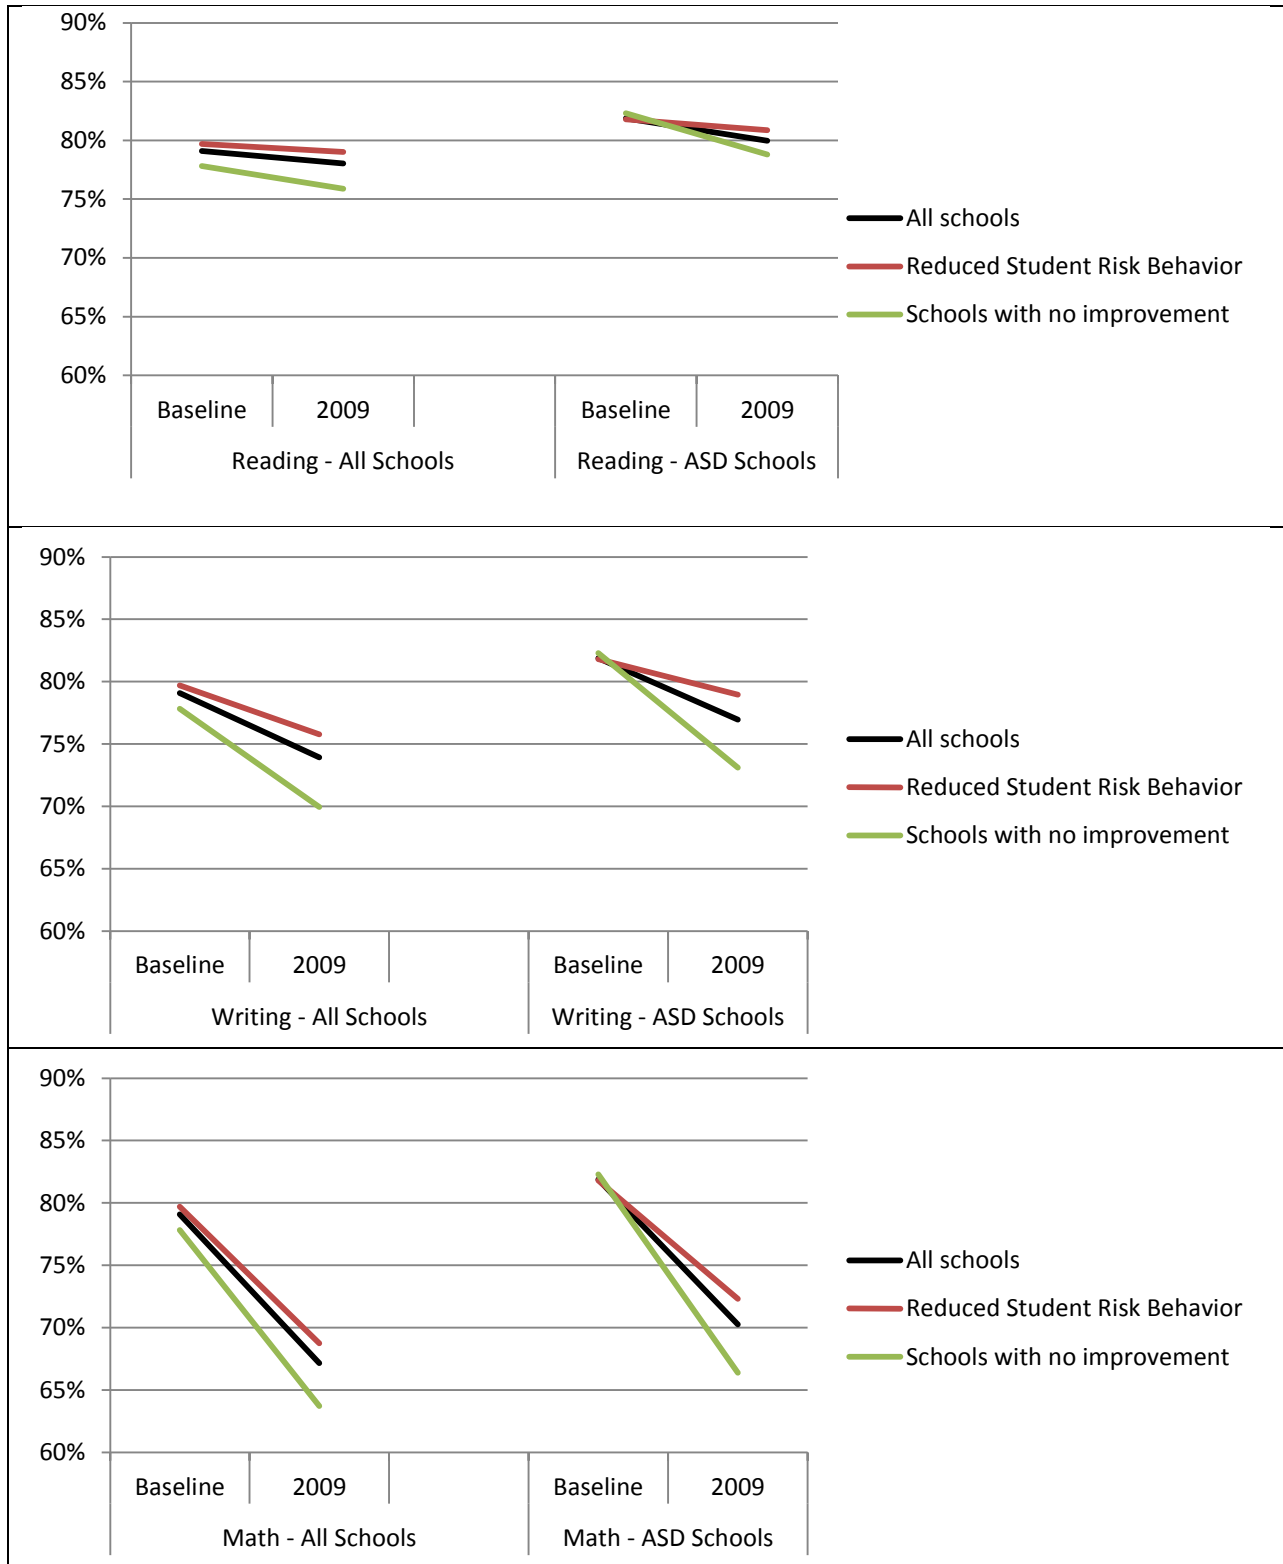 90%
85%
80%
75%
70%
65%
60%
All schools
Reduced Student Risk Behavior
Schools with no improvement
Baseline 2009 Baseline 2009
Reading - All Schools Reading - ASD Schools
90%
85%
80%
75%
70%
65%
60%
All schools
Reduced Student Risk Behavior
Schools with no improvement
Baseline 2009 Baseline 2009
Writing - All Schools Writing - ASD Schools
90%
85%
80%
75%
70%
65%
60%
All schools
Reduced Student Risk Behavior
Schools with no improvement
Baseline 2009 Baseline 2009
Math - All Schools Math - ASD Schools